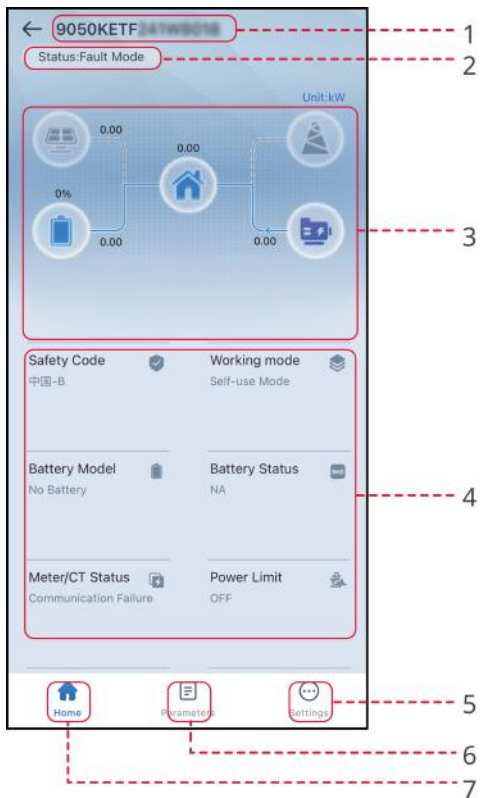 9050KETF
1
Status:Fault Mode
2
Unit:kW
0.00
0.00
0%
0.00
0.00
3
Safety Code
Working mode
中国-B
Self-use Mode
Battery Model
Battery Status
No Battery
NA
4
Meter/CT Status
Power Limit
Communication Failure
OFF
5
Home
Parameters
Settings
6
7